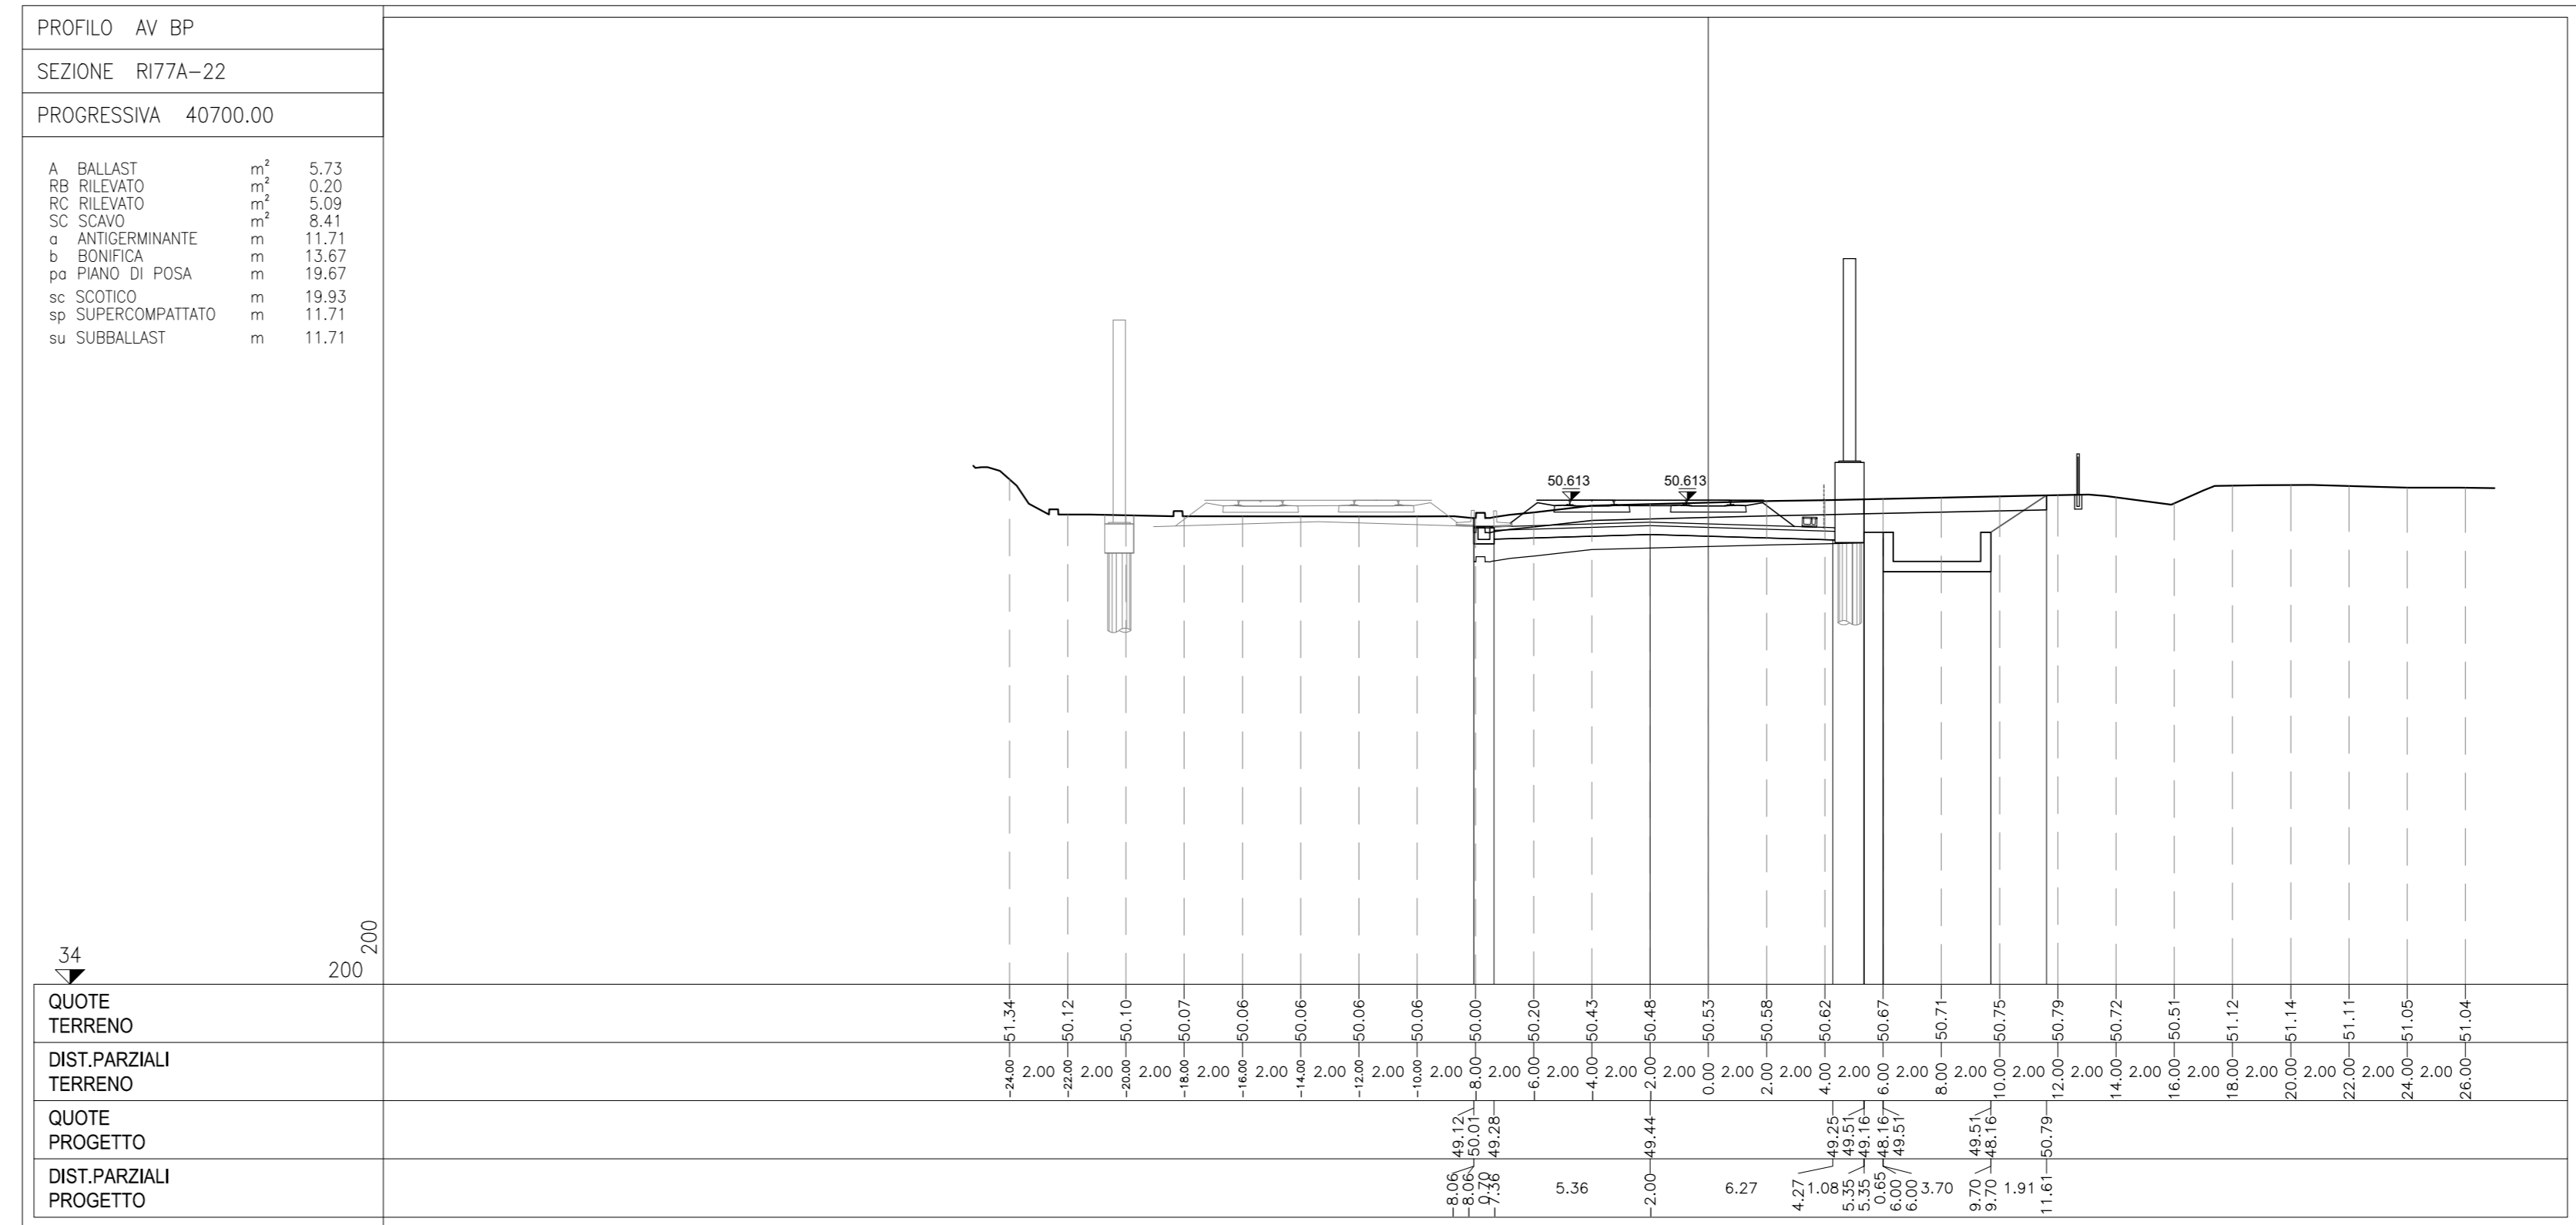 PROFILO AV BP
SEZIONE RI77A-22
PROGRESSIVA 40700.00
A BALLAST m² 5.73
RB RILEVATO m² 0.20
RC RILEVATO m² 5.09
SC SCAVO m² 8.41
a ANTIGERMINANTE m 11.71
b BONIFICA m 13.67
pa PIANO DI POSA m 19.67
sc SCOTICO m 19.93
sp SUPERCOMPATTATO m 11.71
su SUBBALLAST m 11.71
50.613 50.613
34
200
200
QUOTE
TERRENO
51.34 50.12 50.10 50.07 50.06 50.06 50.06 50.06 50.00 50.20 50.43 50.48 50.53 50.58 50.62 50.67 50.71 50.75 50.79 50.72 50.51 51.12 51.14 51.11 51.05 51.04
DIST.PARZIALI
TERRENO
-24.00 2.00 -22.00 2.00 -20.00 2.00 -18.00 2.00 -16.00 2.00 -14.00 2.00 -12.00 2.00 -10.00 2.00 -8.00 2.00 -6.00 2.00 -4.00 2.00 -2.00 2.00 0.00 2.00 2.00 2.00 4.00 2.00 6.00 2.00 8.00 2.00 10.00 2.00 12.00 2.00 14.00 2.00 16.00 2.00 18.00 2.00 20.00 2.00 22.00 2.00 24.00 2.00 26.00
QUOTE
PROGETTO
49.12 50.01 49.28 49.44 49.25 49.51 49.16 48.16 49.51 49.51 48.16 50.79
DIST.PARZIALI
PROGETTO
-8.06 -8.06 0.70 -7.36 5.36 -2.00 6.27 4.27 1.08 5.35 5.35 0.65 6.00 6.00 3.70 9.70 9.70 1.91 11.61